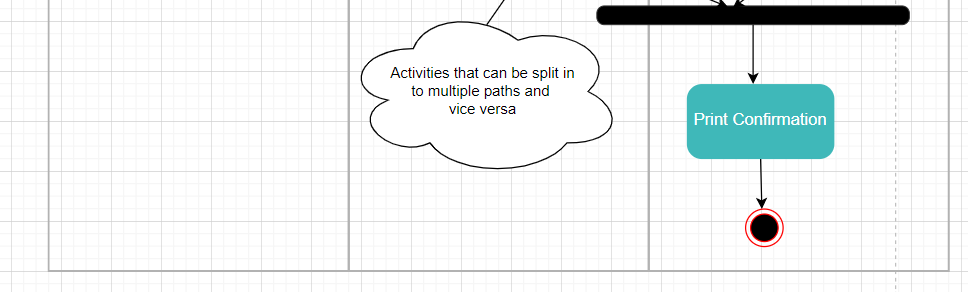 Activities that can be split in
to multiple paths and
vice versa
Print Confirmation